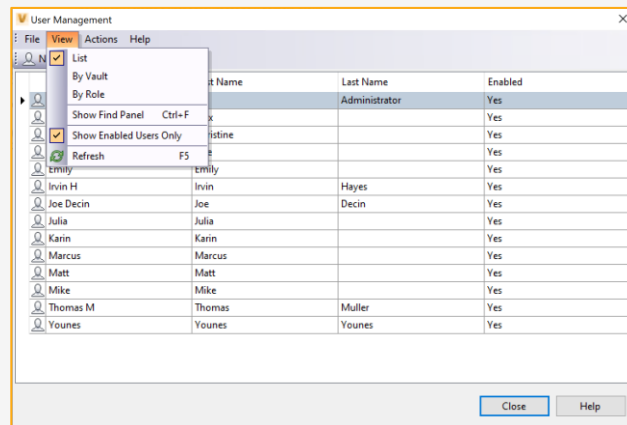 User Management
File View Actions Help
N
List
By Vault
By Role
Show Find Panel Ctrl+F
Show Enabled Users Only
Refresh F5
st Name Last Name Enabled
Administrator Yes
x Yes
ristine Yes
e Yes
Emily Emily Yes
Irvin H Irvin Hayes Yes
Joe Decin Joe Decin Yes
Julia Julia Yes
Karin Karin Yes
Marcus Marcus Yes
Matt Matt Yes
Mike Mike Yes
Thomas M Thomas Muller Yes
Younes Younes Younes Yes
Close Help